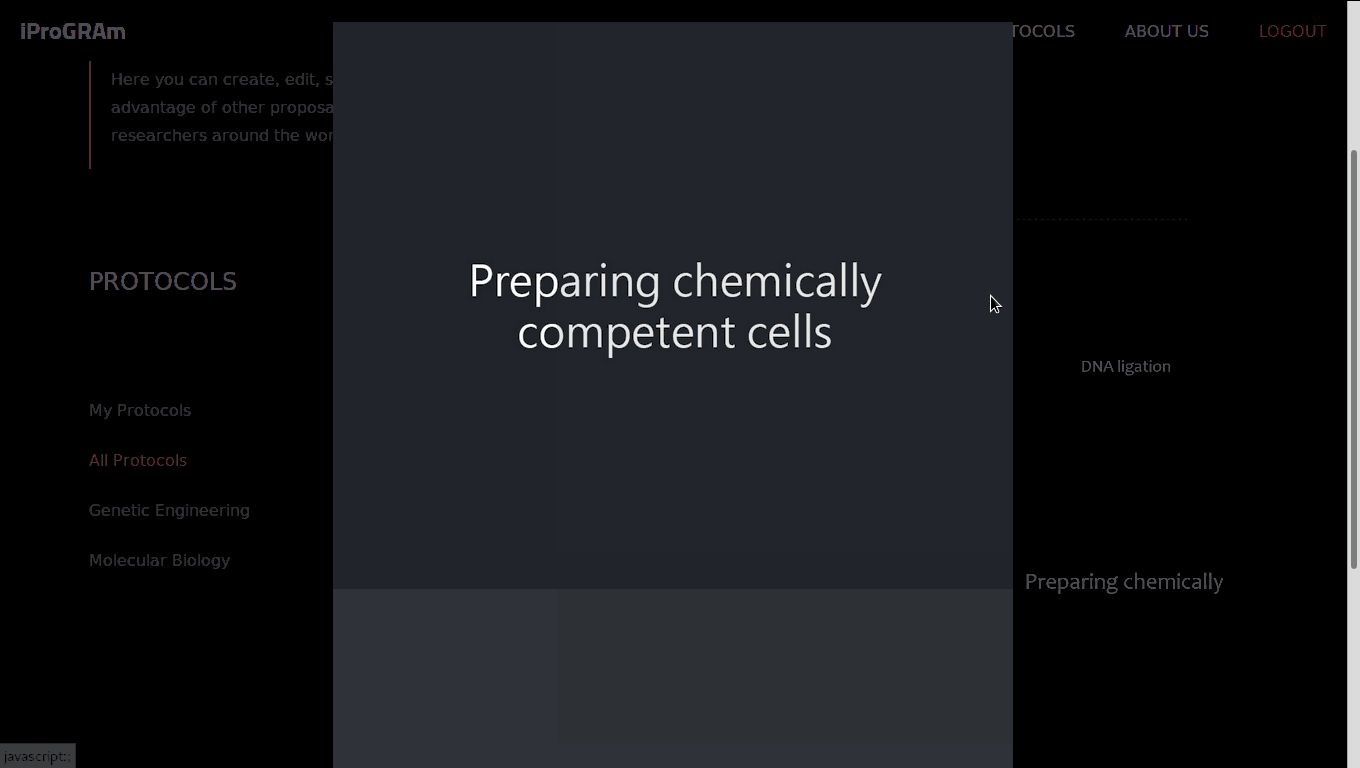 iProGRAm
TOCOLS
ABOUT US
LOGOUT
Here you can create, edit, s
advantage of other proposa
researchers around the wor
PROTOCOLS
My Protocols
All Protocols
Genetic Engineering
Molecular Biology
Preparing chemically
competent cells
DNA ligation
Preparing chemically
javascript:;